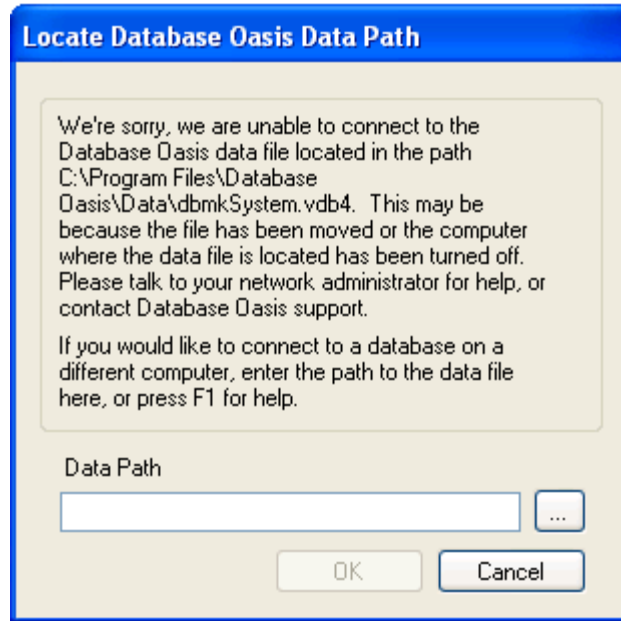 Locate Database Oasis Data Path
We're sorry, we are unable to connect to the
Database Oasis data file located in the path
C:\Program Files\Database
Oasis\Data\dbmkSystem.vdb4.  This may be
because the file has been moved or the computer
where the data file is located has been turned off.
Please talk to your network administrator for help, or
contact Database Oasis support.
If you would like to connect to a database on a
different computer, enter the path to the data file
here, or press F1 for help.
Data Path
...
OK
Cancel